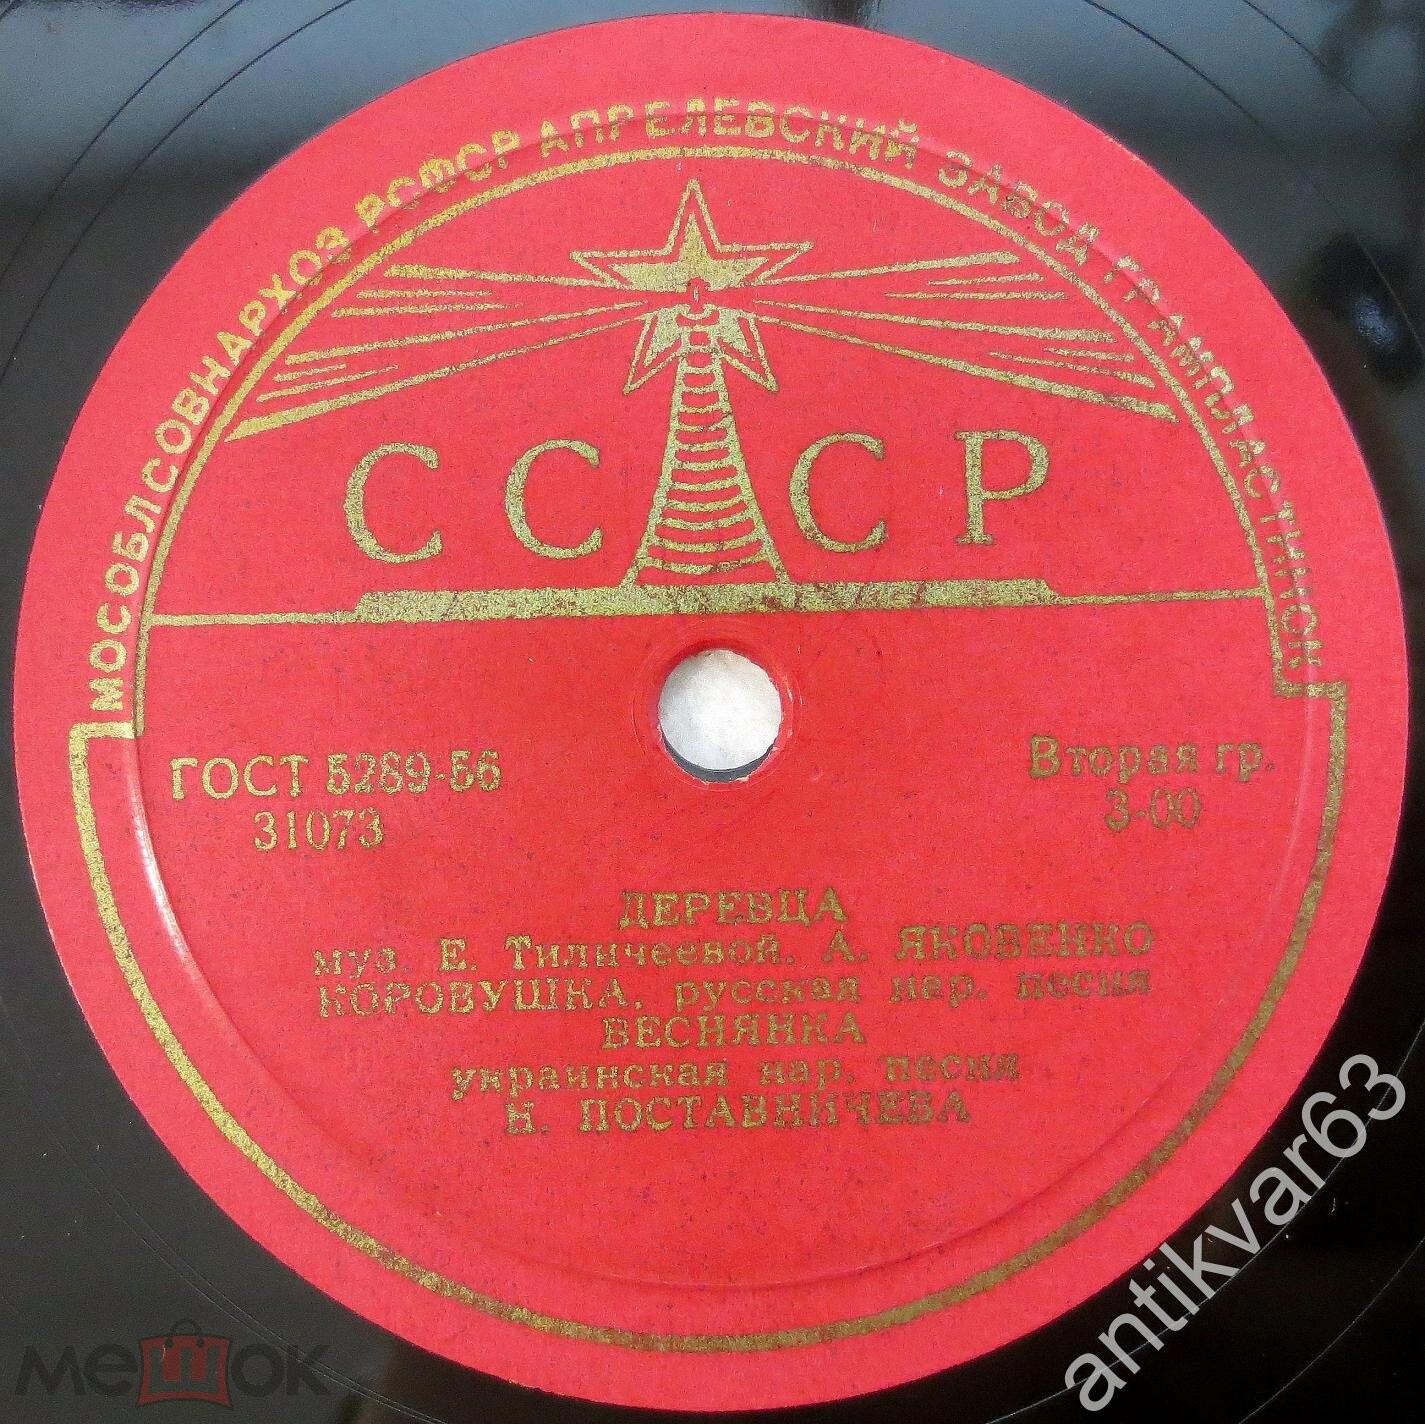 МОСОБЛСОВНАРХОЗ РСФСР АПРЕЛЕВСКИЙ ЗАВОД ГРАМПЛАСТИНОК
СССР
ГОСТ 5289-56
31073
Вторая гр.
3-00
ДЕРЕВЦА
муз. Е. Тиличеевой. А. ЯКОВЕНКО
КОРОВУШКА, русская нар. песня
ВЕСНЯНКА
украинская нар. песня
Н. ПОСТАВНИЧЕВА
antikvar63
мешок